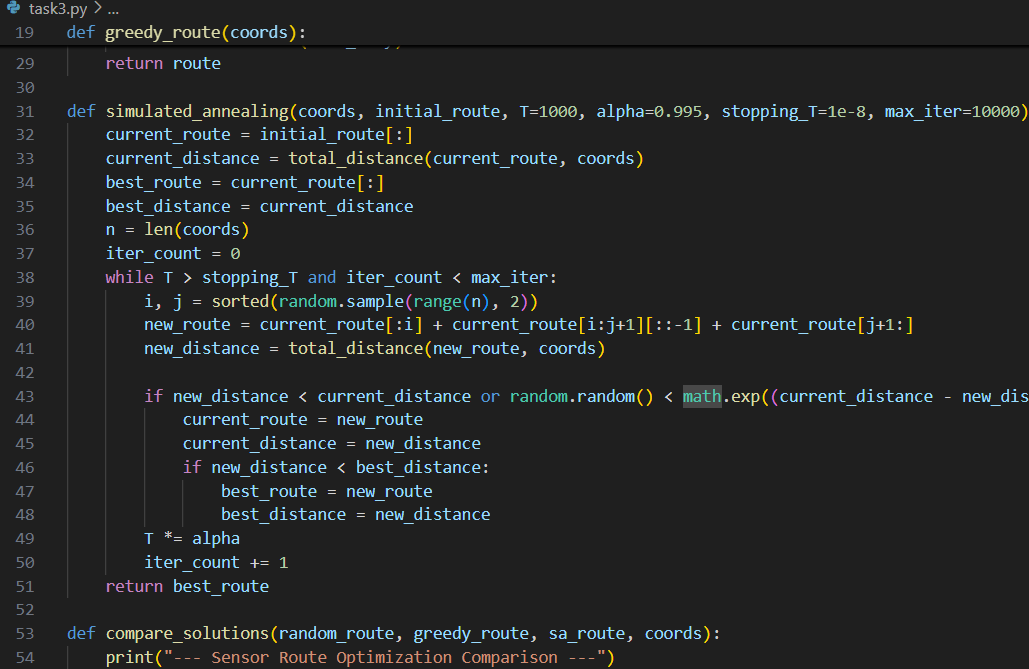 task3.py > ...
19 def greedy_route(coords):
29         return route
30
31 def simulated_annealing(coords, initial_route, T=1000, alpha=0.995, stopping_T=1e-8, max_iter=10000)
32     current_route = initial_route[:]
33     current_distance = total_distance(current_route, coords)
34     best_route = current_route[:]
35     best_distance = current_distance
36     n = len(coords)
37     iter_count = 0
38     while T > stopping_T and iter_count < max_iter:
39         i, j = sorted(random.sample(range(n), 2))
40         new_route = current_route[:i] + current_route[i:j+1][::-1] + current_route[j+1:]
41         new_distance = total_distance(new_route, coords)
42
43         if new_distance < current_distance or random.random() < math.exp((current_distance - new_dis
44             current_route = new_route
45             current_distance = new_distance
46             if new_distance < best_distance:
47                 best_route = new_route
48                 best_distance = new_distance
49         T *= alpha
50         iter_count += 1
51     return best_route
52
53 def compare_solutions(random_route, greedy_route, sa_route, coords):
54     print("--- Sensor Route Optimization Comparison ---")